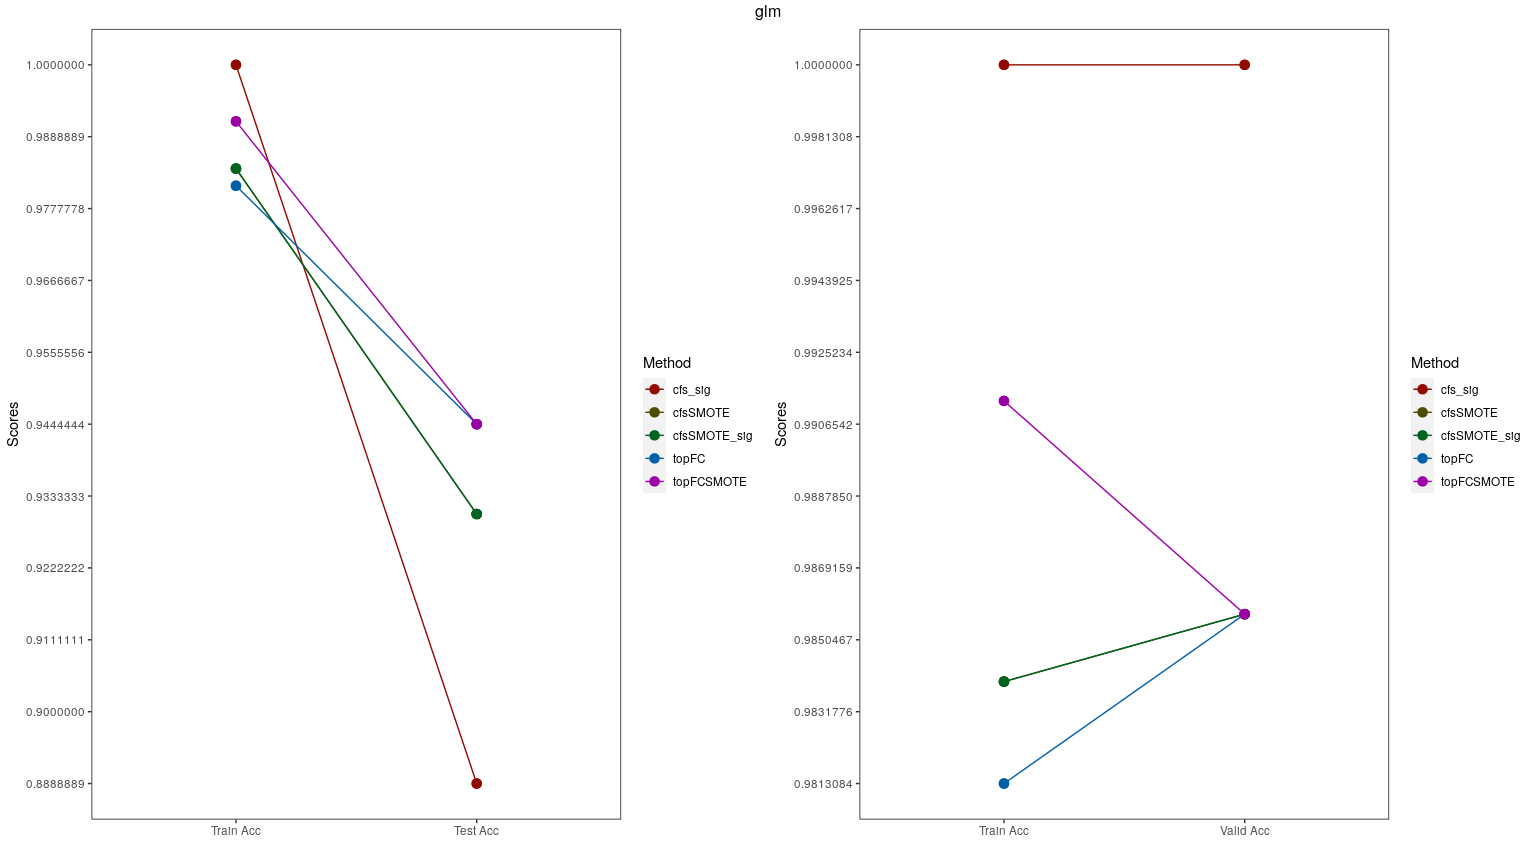 glm
Scores
1.0000000
0.9888889
0.9777778
0.9666667
0.9555556
0.9444444
0.9333333
0.9222222
0.9111111
0.9000000
0.8888889
Train Acc
Test Acc
Method
cfs_sig
cfsSMOTE
cfsSMOTE_sig
topFC
topFCSMOTE
Scores
1.0000000
0.9981308
0.9962617
0.9943925
0.9925234
0.9906542
0.9887850
0.9869159
0.9850467
0.9831776
0.9813084
Train Acc
Valid Acc
Method
cfs_sig
cfsSMOTE
cfsSMOTE_sig
topFC
topFCSMOTE